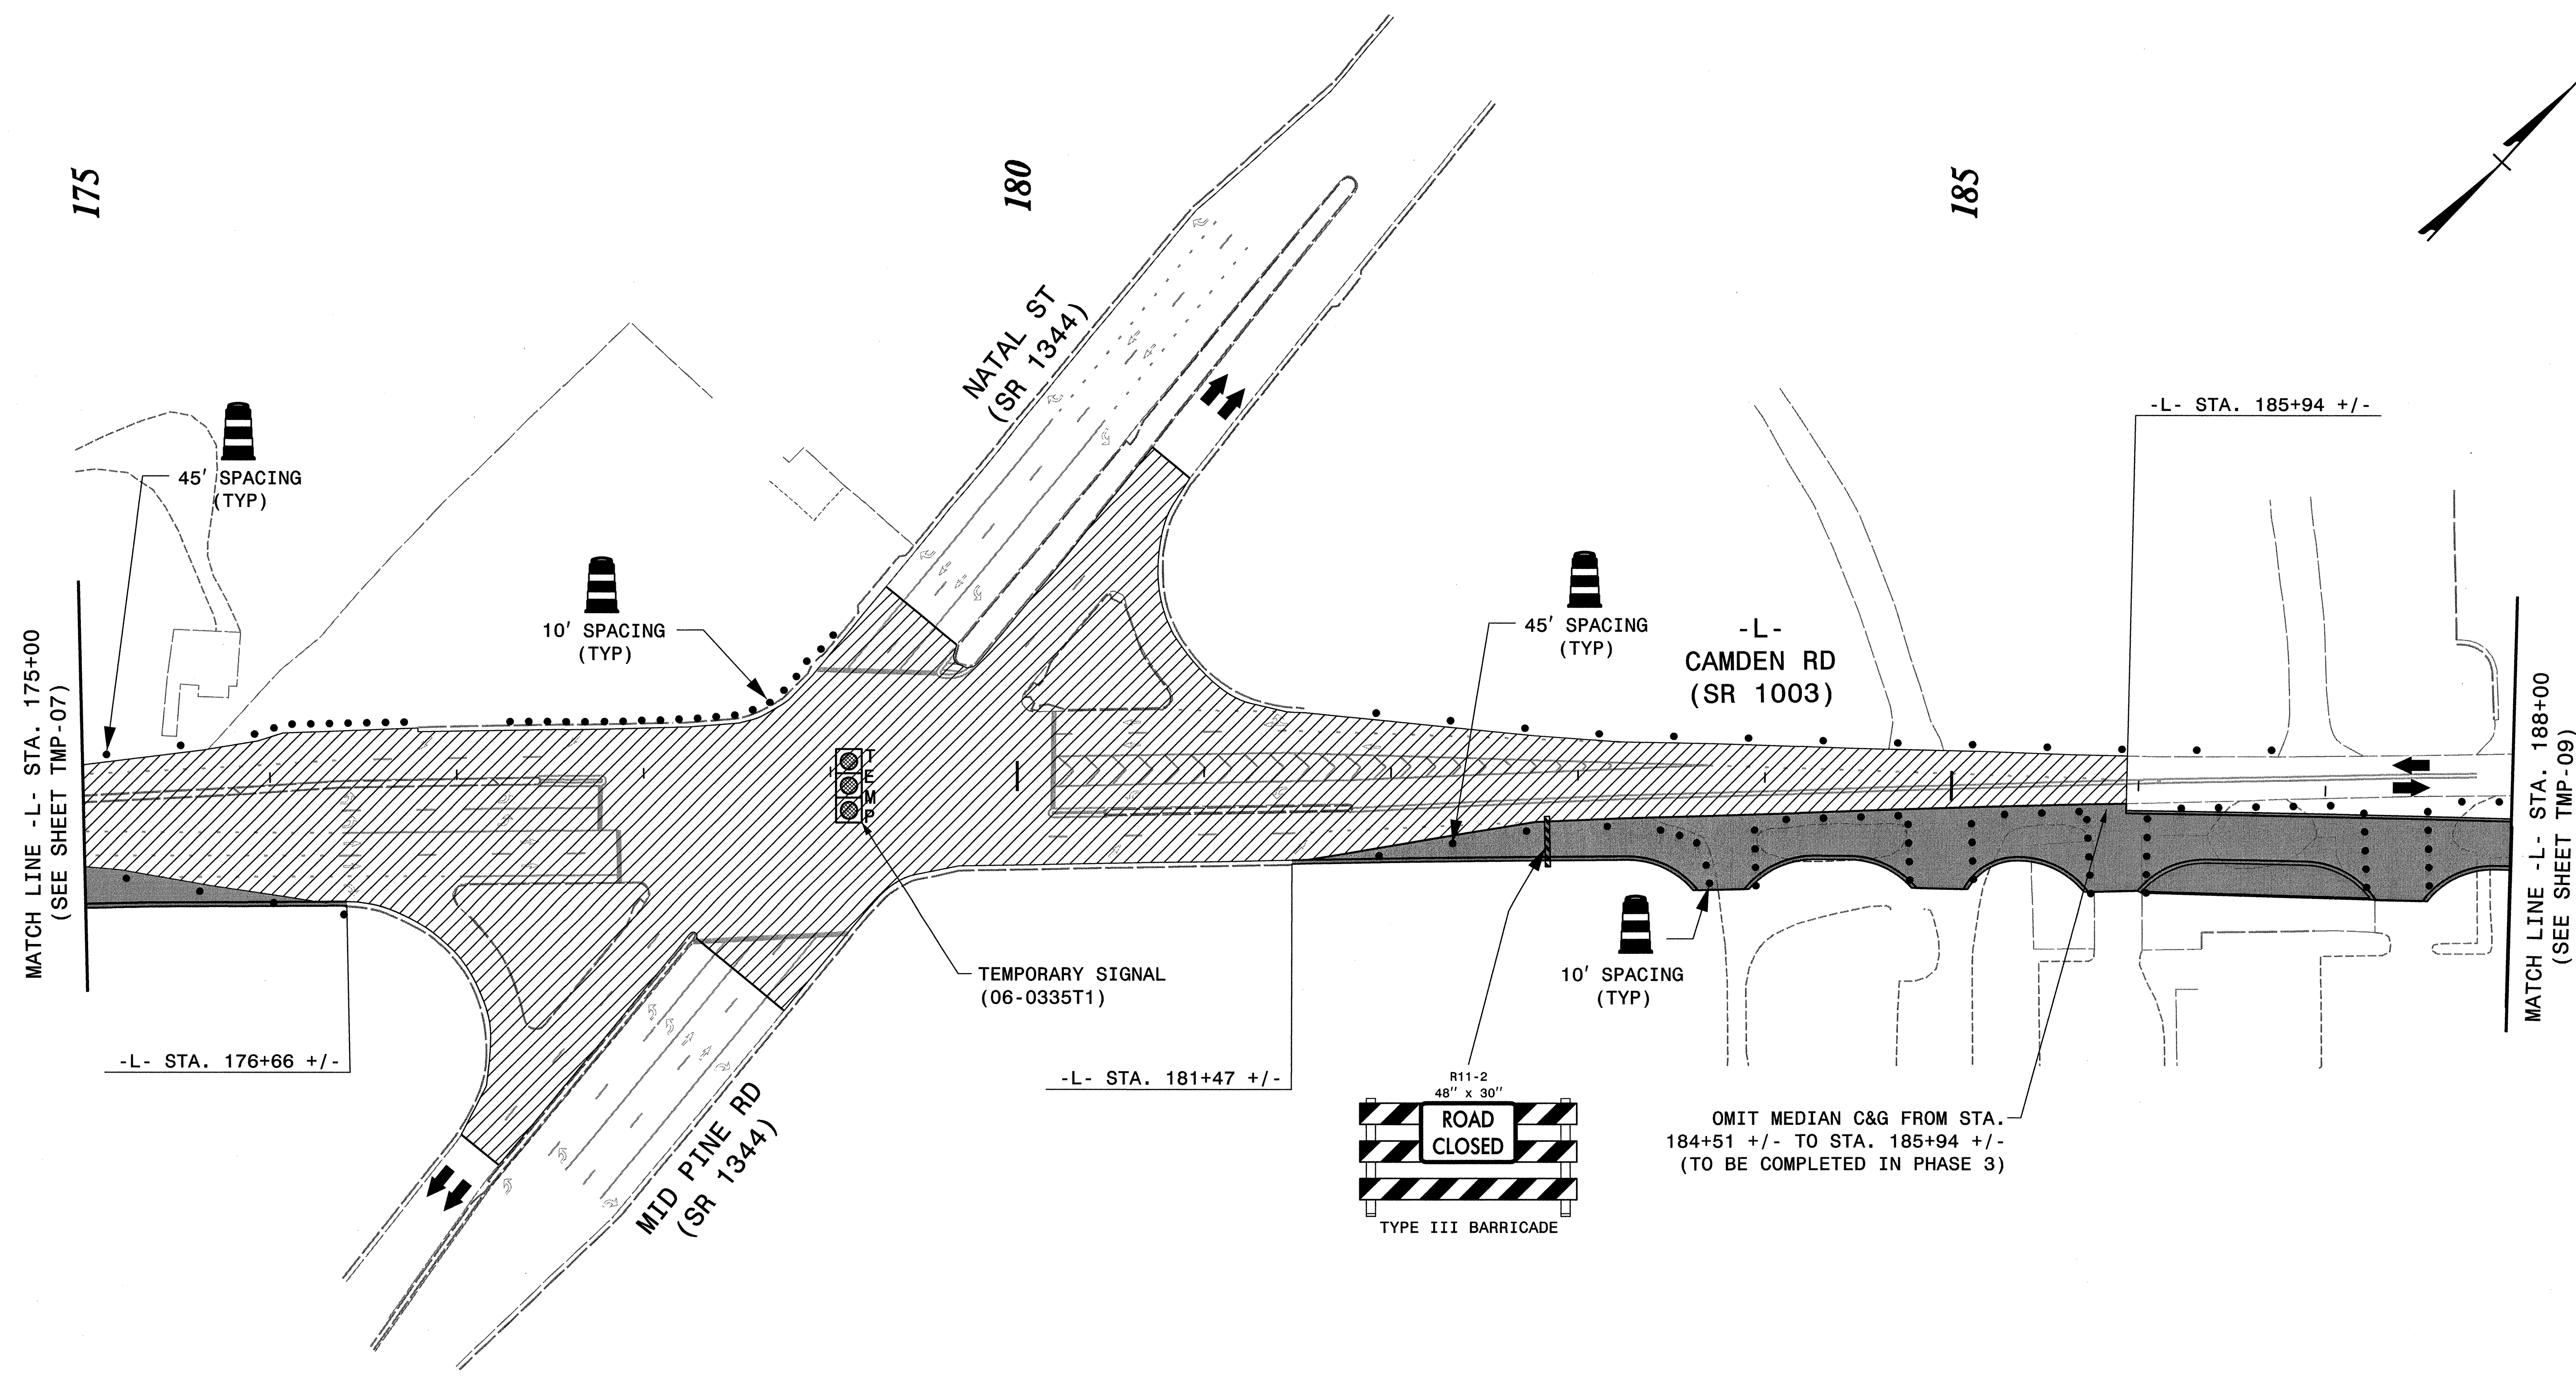 175
180
185
NATAL ST
(SR 1344)
-L- STA. 185+94 +/-
45' SPACING
(TYP)
10' SPACING
(TYP)
45' SPACING
(TYP)
-L-
CAMDEN RD
(SR 1003)
MATCH LINE -L- STA. 175+00
(SEE SHEET TMP-07)
MATCH LINE -L- STA. 188+00
(SEE SHEET TMP-09)
T
E
M
P
TEMPORARY SIGNAL
(06-0335T1)
10' SPACING
(TYP)
-L- STA. 176+66 +/-
-L- STA. 181+47 +/-
MID PINE RD
(SR 1344)
R11-2
48" x 30"
ROAD
CLOSED
TYPE III BARRICADE
OMIT MEDIAN C&G FROM STA.
184+51 +/- TO STA. 185+94 +/-
(TO BE COMPLETED IN PHASE 3)